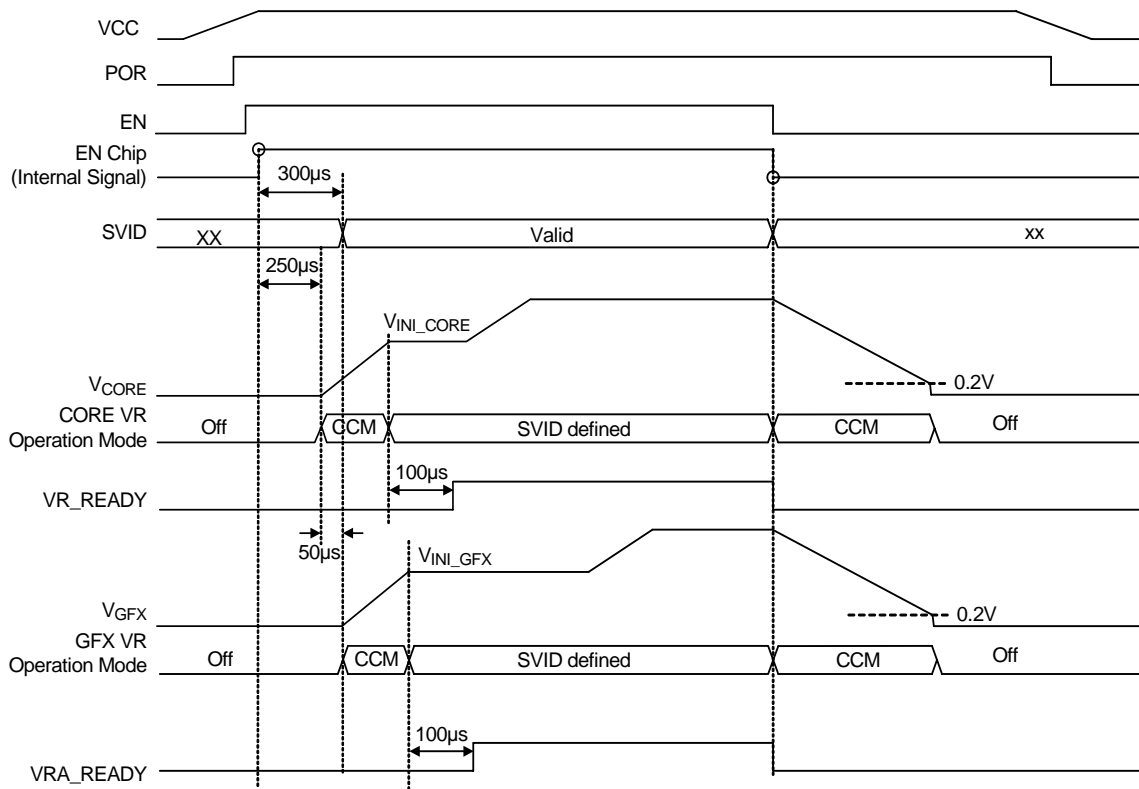 VCC
POR
EN
EN Chip
(Internal Signal)
300µs
SVID
XX
Valid
xx
250µs
VINI_CORE
VCORE
0.2V
CORE VR
Operation Mode
Off
CCM
SVID defined
CCM
Off
100µs
VR_READY
50µs
VINI_GFX
VGFX
0.2V
GFX VR
Operation Mode
Off
CCM
SVID defined
CCM
Off
100µs
VRA_READY